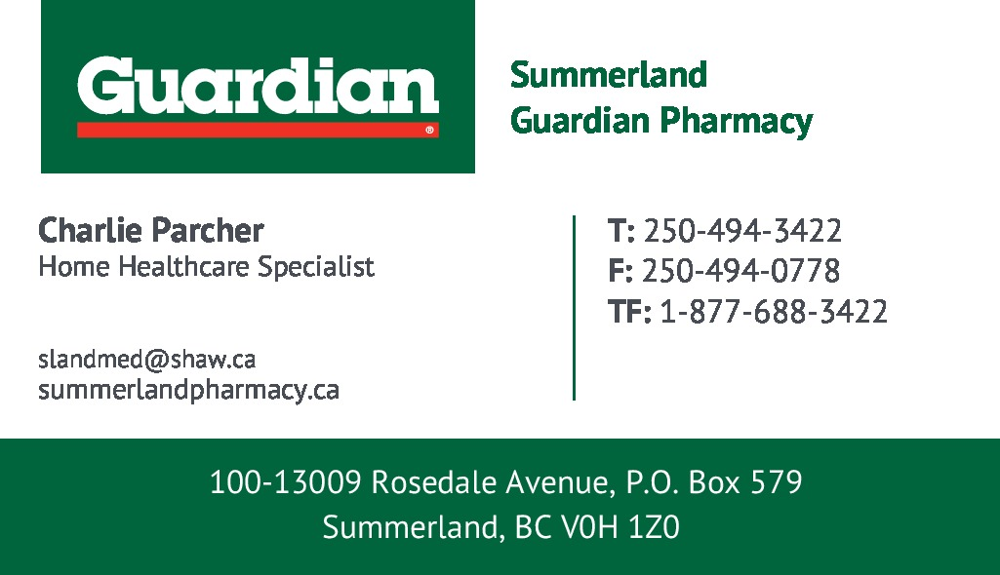 Guardian®
Summerland
Guardian Pharmacy
Charlie Parcher
Home Healthcare Specialist
slandmed@shaw.ca
summerlandpharmacy.ca
T: 250-494-3422
F: 250-494-0778
TF: 1-877-688-3422
100-13009 Rosedale Avenue, P.O. Box 579
Summerland, BC V0H 1Z0